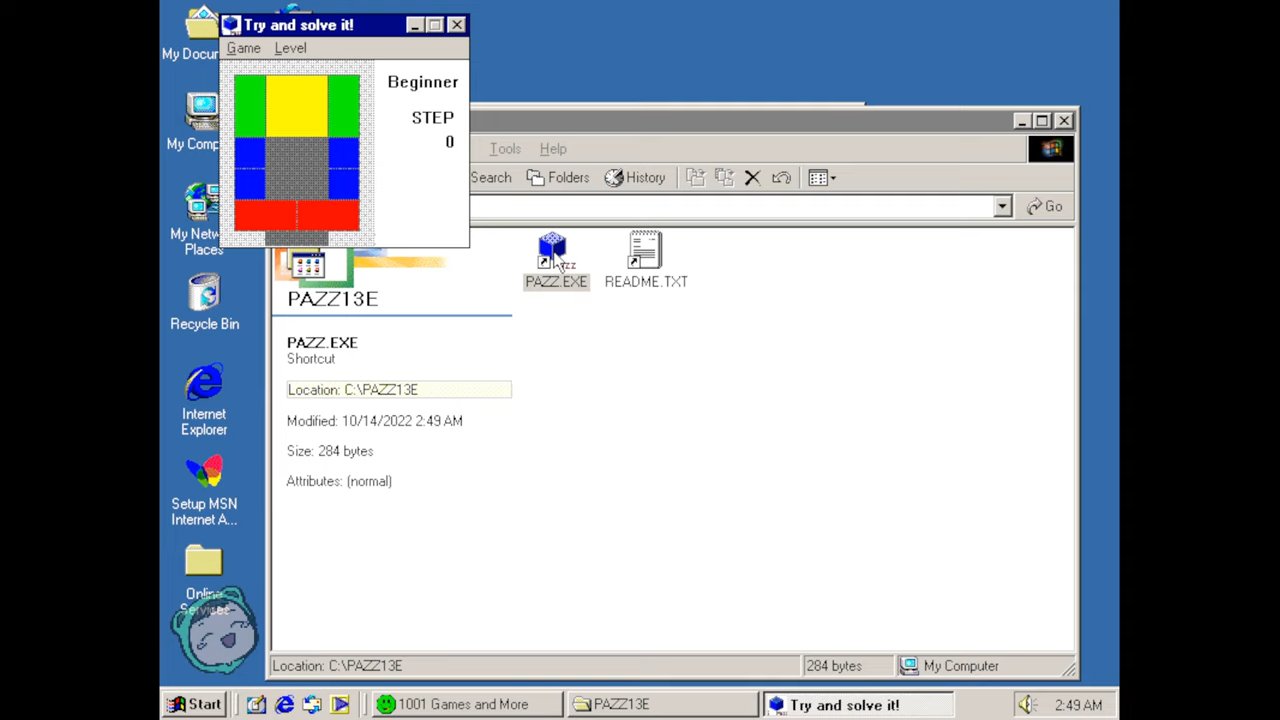 Try and solve it!
Game Level
Beginner
STEP
0
Tools Help
Search Folders History
Go
My Docum
My Comp
My Netw
Places
Recycle Bin
Internet
Explorer
Setup MSN
Internet A...
Online
Services
PAZZ.EXE
README.TXT
PAZZ13E
PAZZ.EXE
Shortcut
Location: C:\PAZZ13E
Modified: 10/14/2022 2:49 AM
Size: 284 bytes
Attributes: (normal)
Location: C:\PAZZ13E
284 bytes
My Computer
Start
1001 Games and More
PAZZ13E
Try and solve it!
2:49 AM